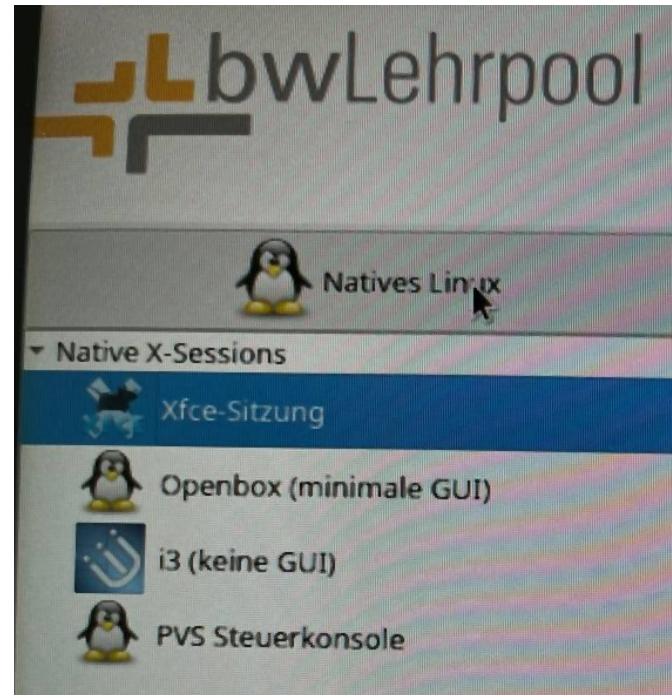 bwLehrpool
Natives Linux
Native X-Sessions
Xfce-Sitzung
Openbox (minimale GUI)
i3 (keine GUI)
PVS Steuerkonsole